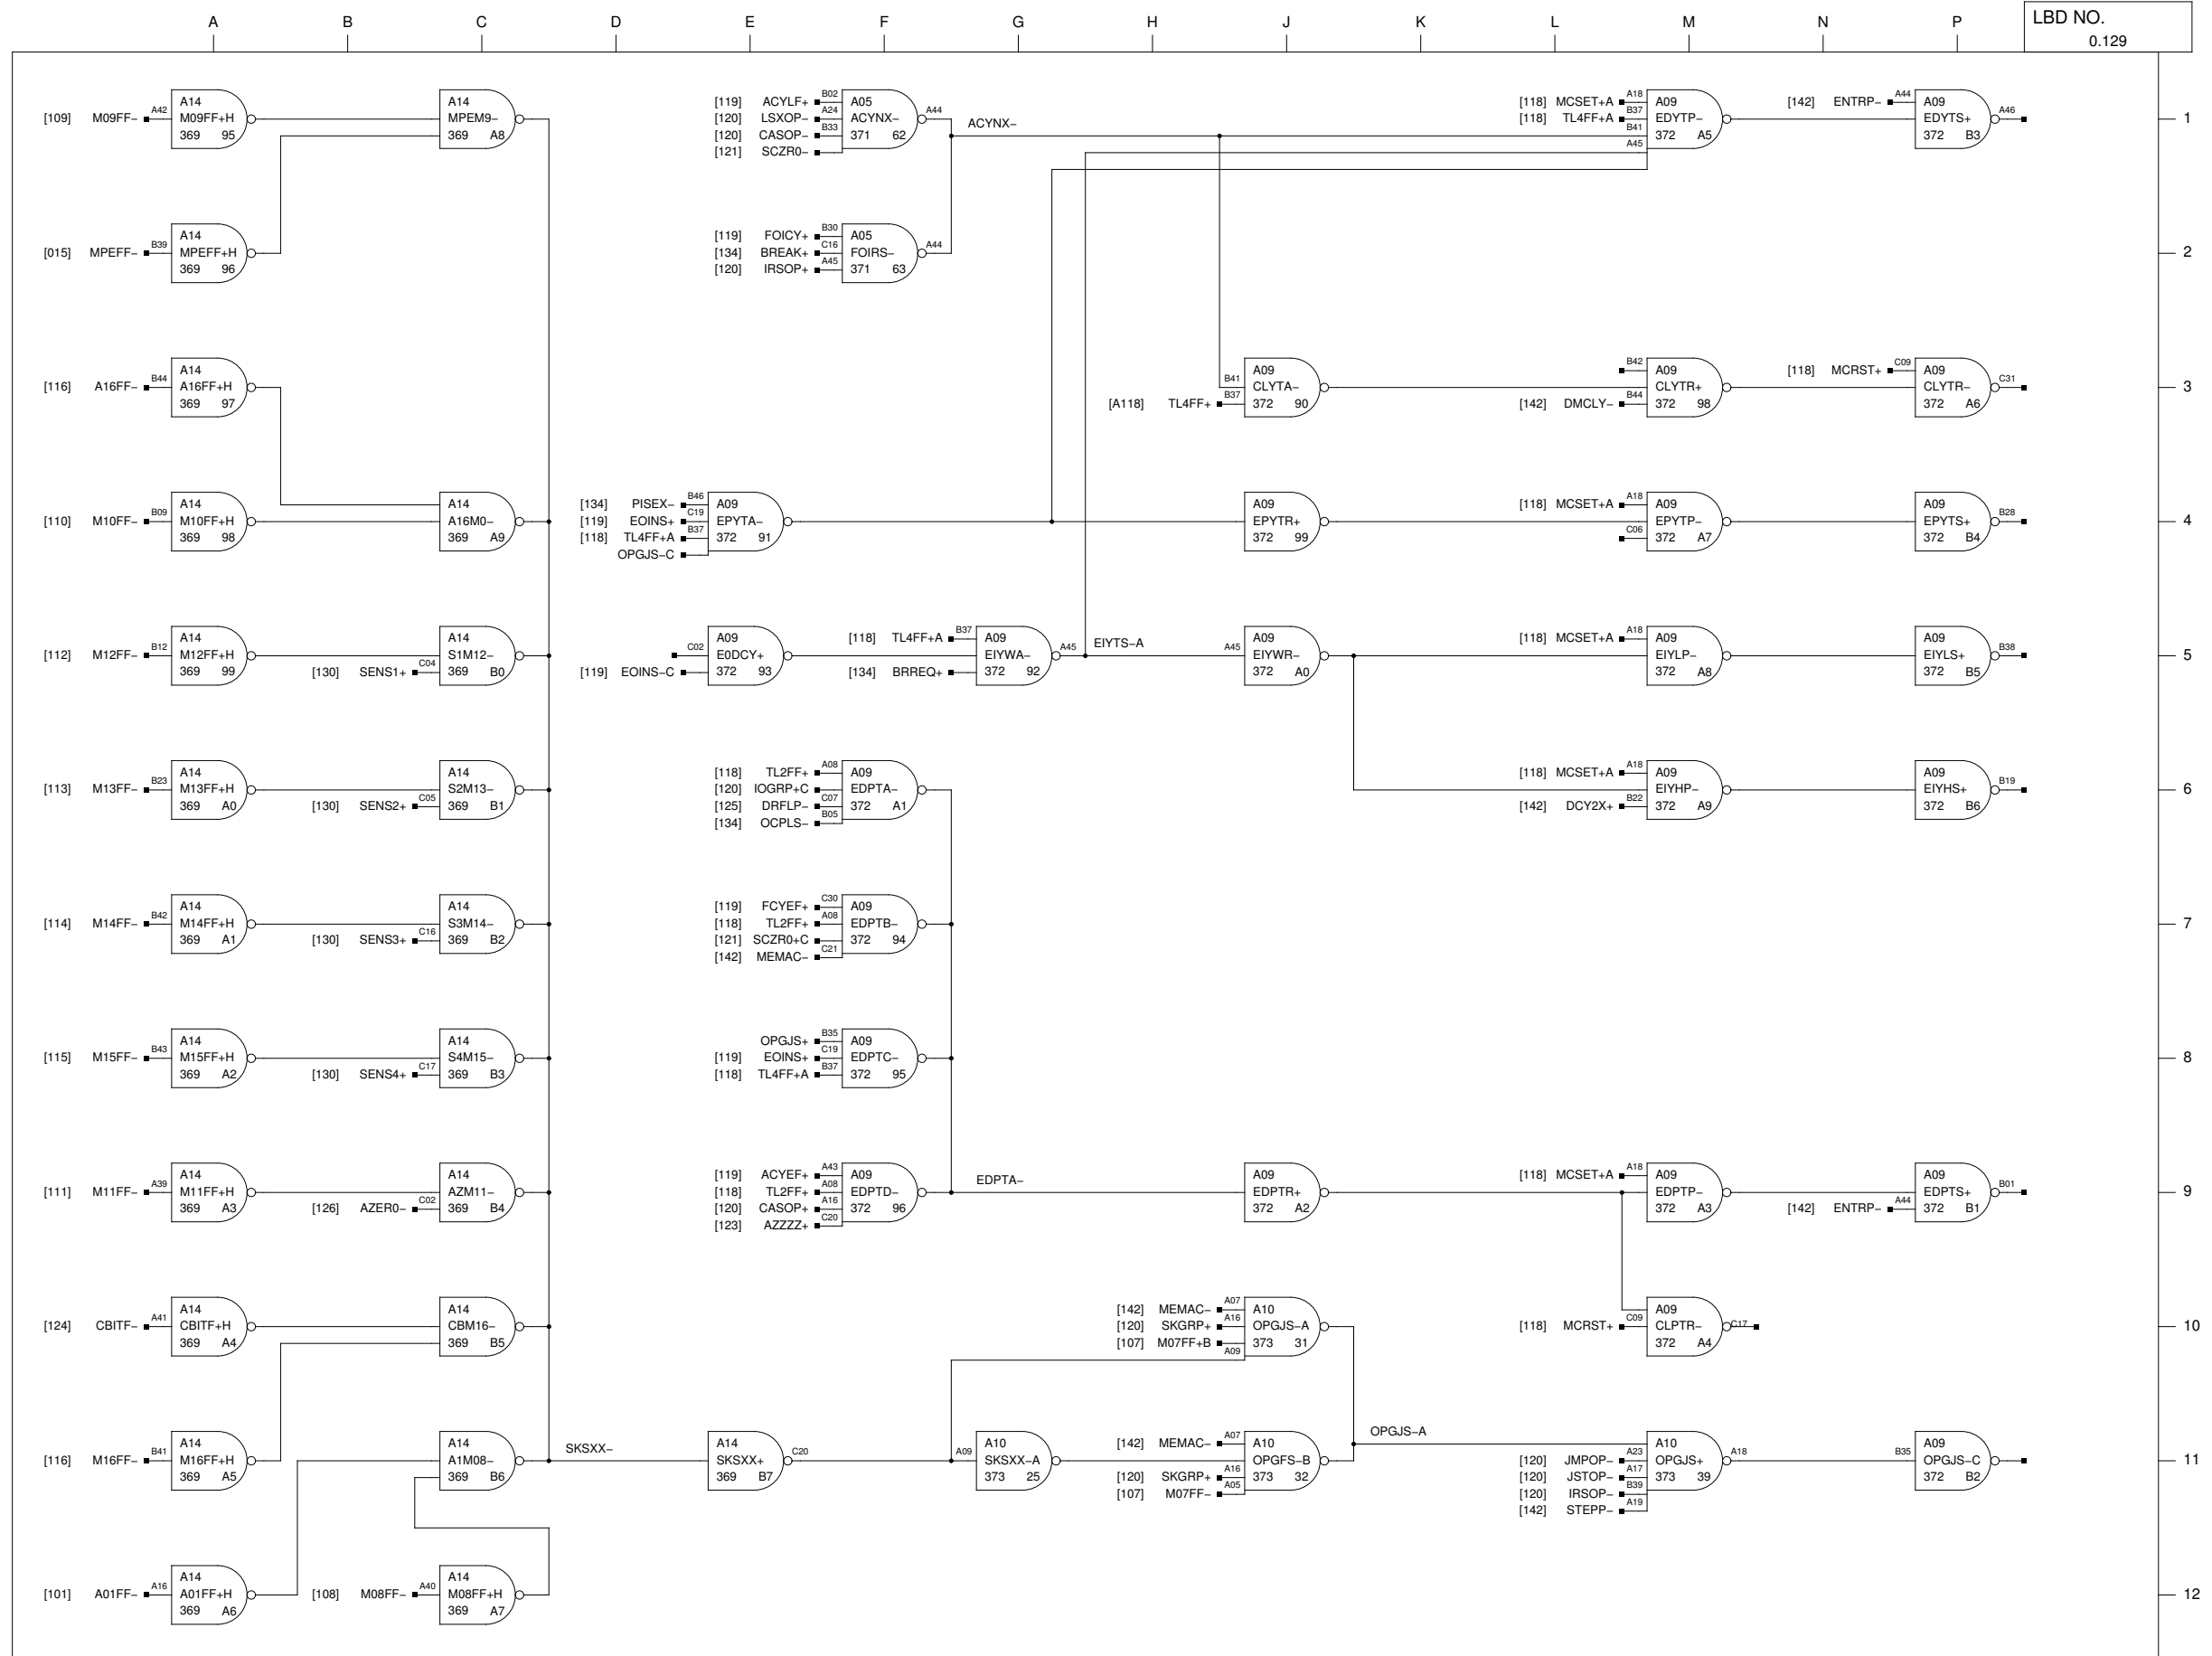 A B C D E F G H J K L M N P
LBD NO.
0.129
[109] M09FF− A42 A14 M09FF+H 369 95
A14 MPEM9− 369 A8
[119] ACYLF+ B02
[120] LSXOP− A24
[120] CASOP− B33
[121] SCZR0−
A05 ACYNX− 371 62 A44
ACYNX−
[118] MCSET+A A18
[118] TL4FF+A B37
B41
A45
A09 EDYTP− 372 A5
[142] ENTRP− A44
A09 EDYTS+ 372 B3 A46
1
[015] MPEFF− B39 A14 MPEFF+H 369 96
[119] FOICY+ B30
[134] BREAK+ C16
[120] IRSOP+ A45
A05 FOIRS− 371 63 A44
2
[116] A16FF− B44 A14 A16FF+H 369 97
B41
[A118] TL4FF+ B37
A09 CLYTA− 372 90
B42
[142] DMCLY− B44
A09 CLYTR+ 372 98
[118] MCRST+ C09
A09 CLYTR− 372 A6 C31
3
[110] M10FF− B09 A14 M10FF+H 369 98
A14 A16M0− 369 A9
[134] PISEX− B46
[119] EOINS+ C19
[118] TL4FF+A B37
OPGJS−C
A09 EPYTA− 372 91
A09 EPYTR+ 372 99
[118] MCSET+A A18
C06
A09 EPYTP− 372 A7
A09 EPYTS+ 372 B4 B28
4
[112] M12FF− B12 A14 M12FF+H 369 99
[130] SENS1+ C04
A14 S1M12− 369 B0
C02
[119] EOINS−C
A09 E0DCY+ 372 93
[118] TL4FF+A B37
[134] BRREQ+
A09 EIYWA− 372 92 A45
EIYTS−A
A45 A09 EIYWR− 372 A0
[118] MCSET+A A18
A09 EIYLP− 372 A8
A09 EIYLS+ 372 B5 B38
5
[113] M13FF− B23 A14 M13FF+H 369 A0
[130] SENS2+ C05
A14 S2M13− 369 B1
[118] TL2FF+ A08
[120] IOGRP+C
[125] DRFLP− C07
[134] OCPLS− B05
A09 EDPTA− 372 A1
[118] MCSET+A A18
[142] DCY2X+ B22
A09 EIYHP− 372 A9
A09 EIYHS+ 372 B6 B19
6
[114] M14FF− B42 A14 M14FF+H 369 A1
[130] SENS3+ C16
A14 S3M14− 369 B2
[119] FCYEF+ C30
[118] TL2FF+ A08
[121] SCZR0+C
[142] MEMAC− C21
A09 EDPTB− 372 94
7
[115] M15FF− B43 A14 M15FF+H 369 A2
[130] SENS4+ C17
A14 S4M15− 369 B3
OPGJS+ B35
[119] EOINS+ C19
[118] TL4FF+A B37
A09 EDPTC− 372 95
8
[111] M11FF− A39 A14 M11FF+H 369 A3
[126] AZER0− C02
A14 AZM11− 369 B4
[119] ACYEF+ A43
[118] TL2FF+ A08
[120] CASOP+ A16
[123] AZZZZ+ C20
A09 EDPTD− 372 96
EDPTA−
A09 EDPTR+ 372 A2
[118] MCSET+A A18
A09 EDPTP− 372 A3
[142] ENTRP− A44
A09 EDPTS+ 372 B1 B01
9
[124] CBITF− A41 A14 CBITF+H 369 A4
A14 CBM16− 369 B5
[142] MEMAC− A07
[120] SKGRP+ A16
[107] M07FF+B
A09
A10 OPGJS−A 373 31
[118] MCRST+ C09
A09 CLPTR− 372 A4 C17
10
[116] M16FF− B41 A14 M16FF+H 369 A5
A14 A1M08− 369 B6
SKSXX−
A14 SKSXX+ 369 B7 C20
A09 A10 SKSXX−A 373 25
[142] MEMAC− A07
[120] SKGRP+ A16
[107] M07FF− A05
A10 OPGFS−B 373 32
OPGJS−A
[120] JMPOP− A23
[120] JSTOP− A17
[120] IRSOP− B39
[142] STEPP− A19
A10 OPGJS+ 373 39 A18
B35 A09 OPGJS−C 372 B2
11
[101] A01FF− A16 A14 A01FF+H 369 A6
[108] M08FF− A40 A14 M08FF+H 369 A7
12